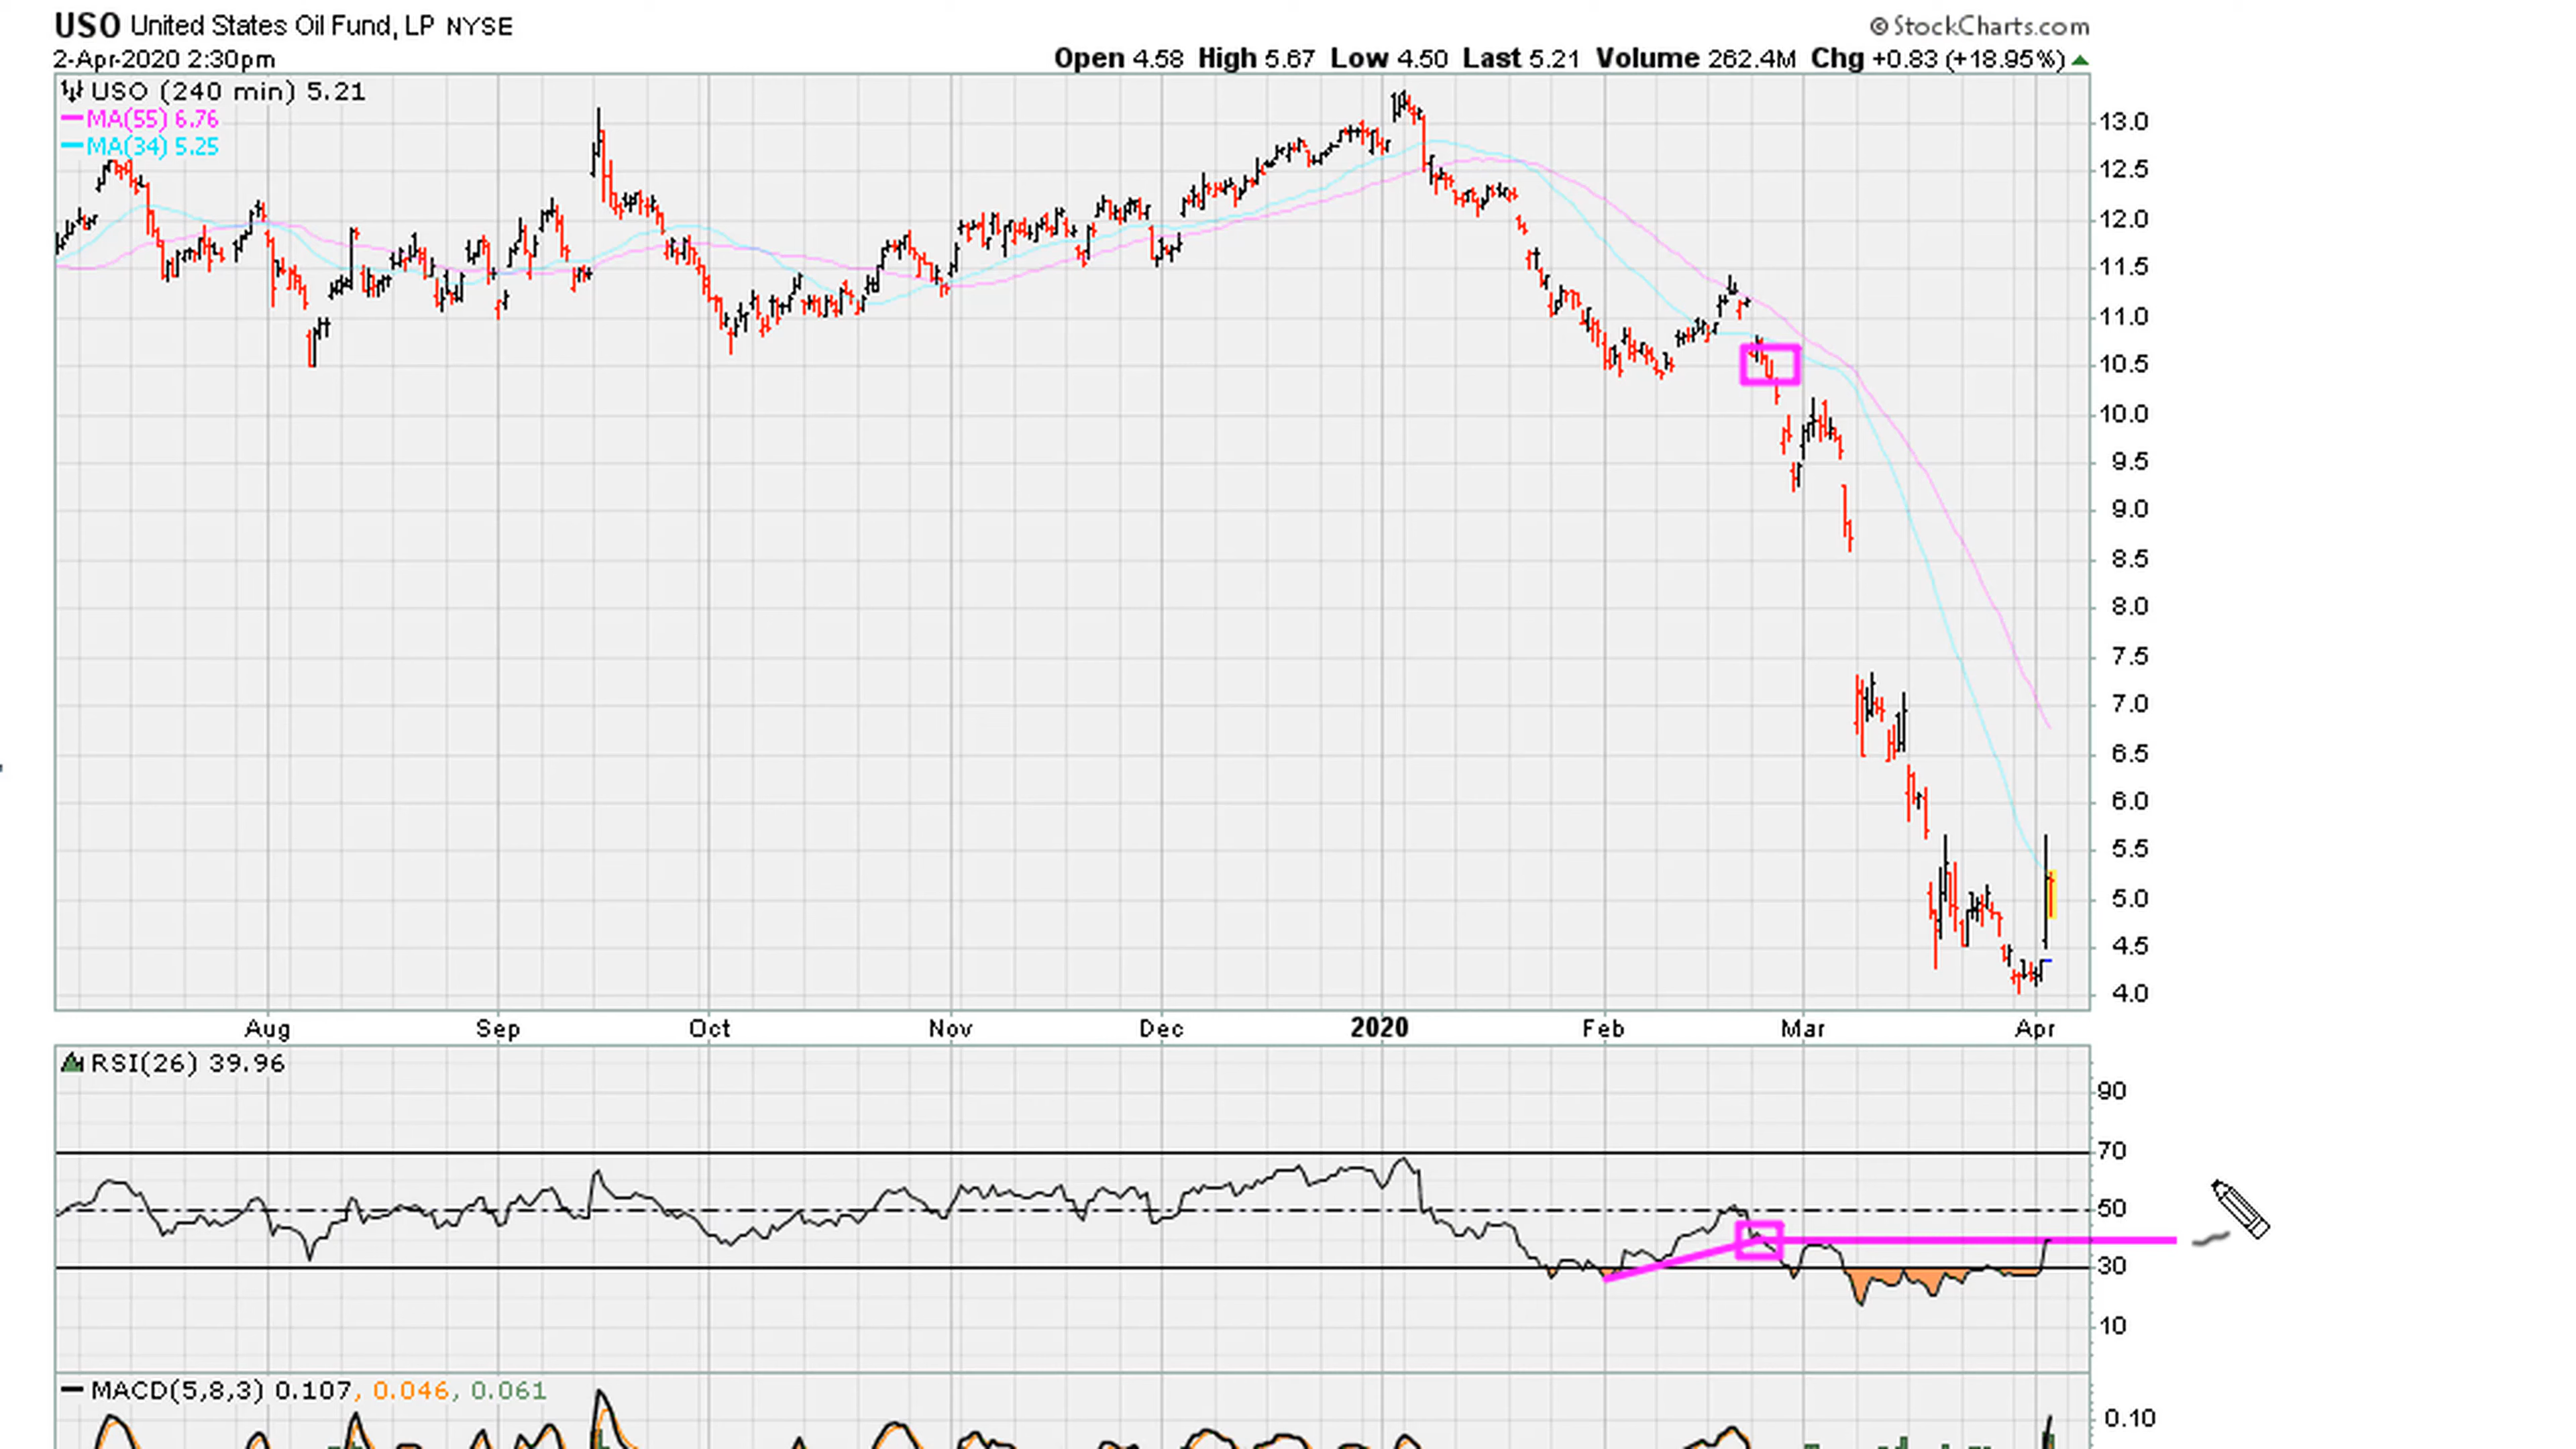 USO United States Oil Fund, LP NYSE
© StockCharts.com
2-Apr-2020 2:30pm
Open 4.58 High 5.67 Low 4.50 Last 5.21 Volume 262.4M Chg +0.83 (+18.95%)
USO (240 min) 5.21
MA(55) 6.76
MA(34) 5.25
13.0
12.5
12.0
11.5
11.0
10.5
10.0
9.5
9.0
8.5
8.0
7.5
7.0
6.5
6.0
5.5
5.0
4.5
4.0
Aug Sep Oct Nov Dec 2020 Feb Mar Apr
RSI(26) 39.96
90
70
50
30
10
MACD(5,8,3) 0.107, 0.046, 0.061
0.10